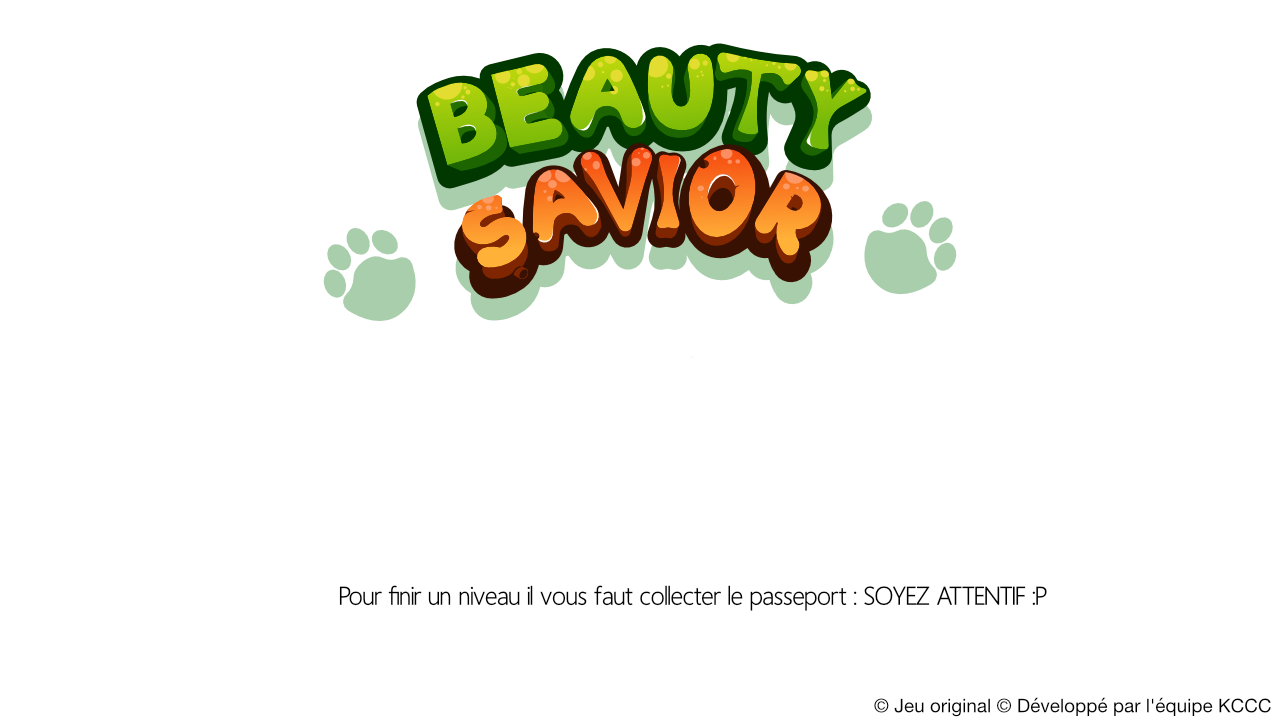 BEAUTY
SAVIOR
Pour finir un niveau il vous faut collecter le passeport : SOYEZ ATTENTIF :P
© Jeu original © Développé par l'équipe KCCC